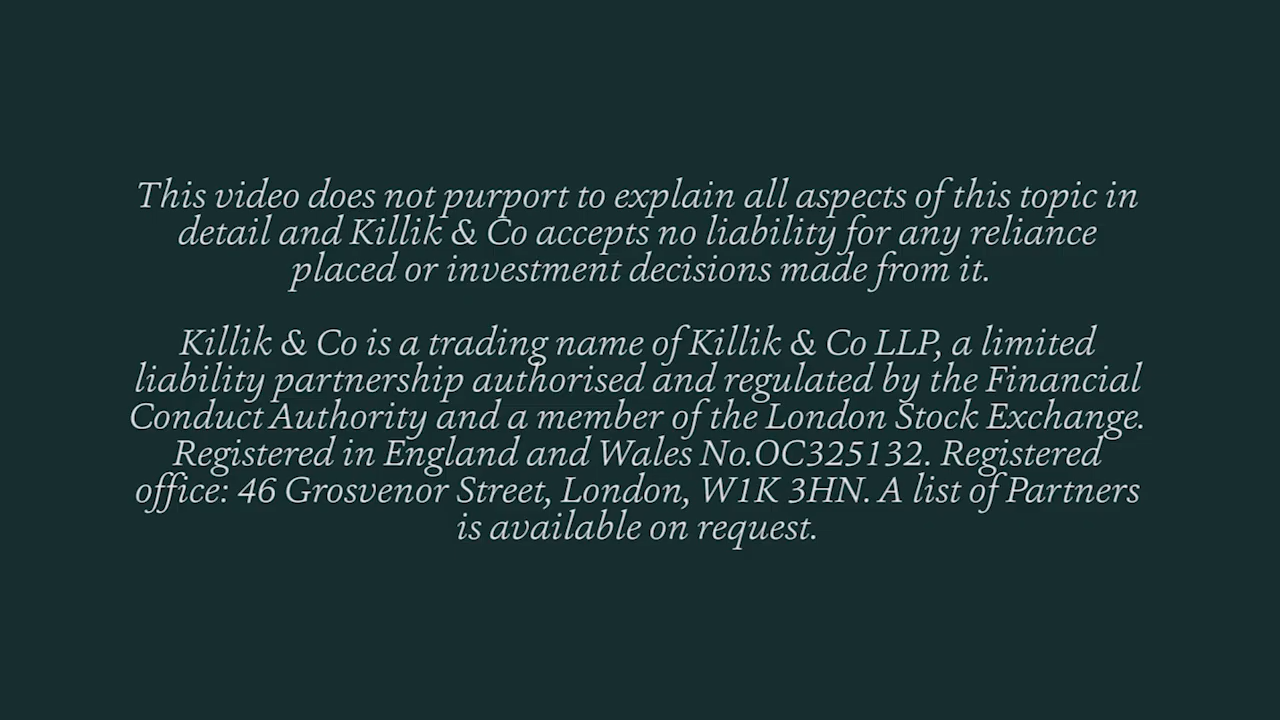 This video does not purport to explain all aspects of this topic in
detail and Killik & Co accepts no liability for any reliance
placed or investment decisions made from it.
Killik & Co is a trading name of Killik & Co LLP, a limited
liability partnership authorised and regulated by the Financial
Conduct Authority and a member of the London Stock Exchange.
Registered in England and Wales No.OC325132. Registered
office: 46 Grosvenor Street, London, W1K 3HN. A list of Partners
is available on request.